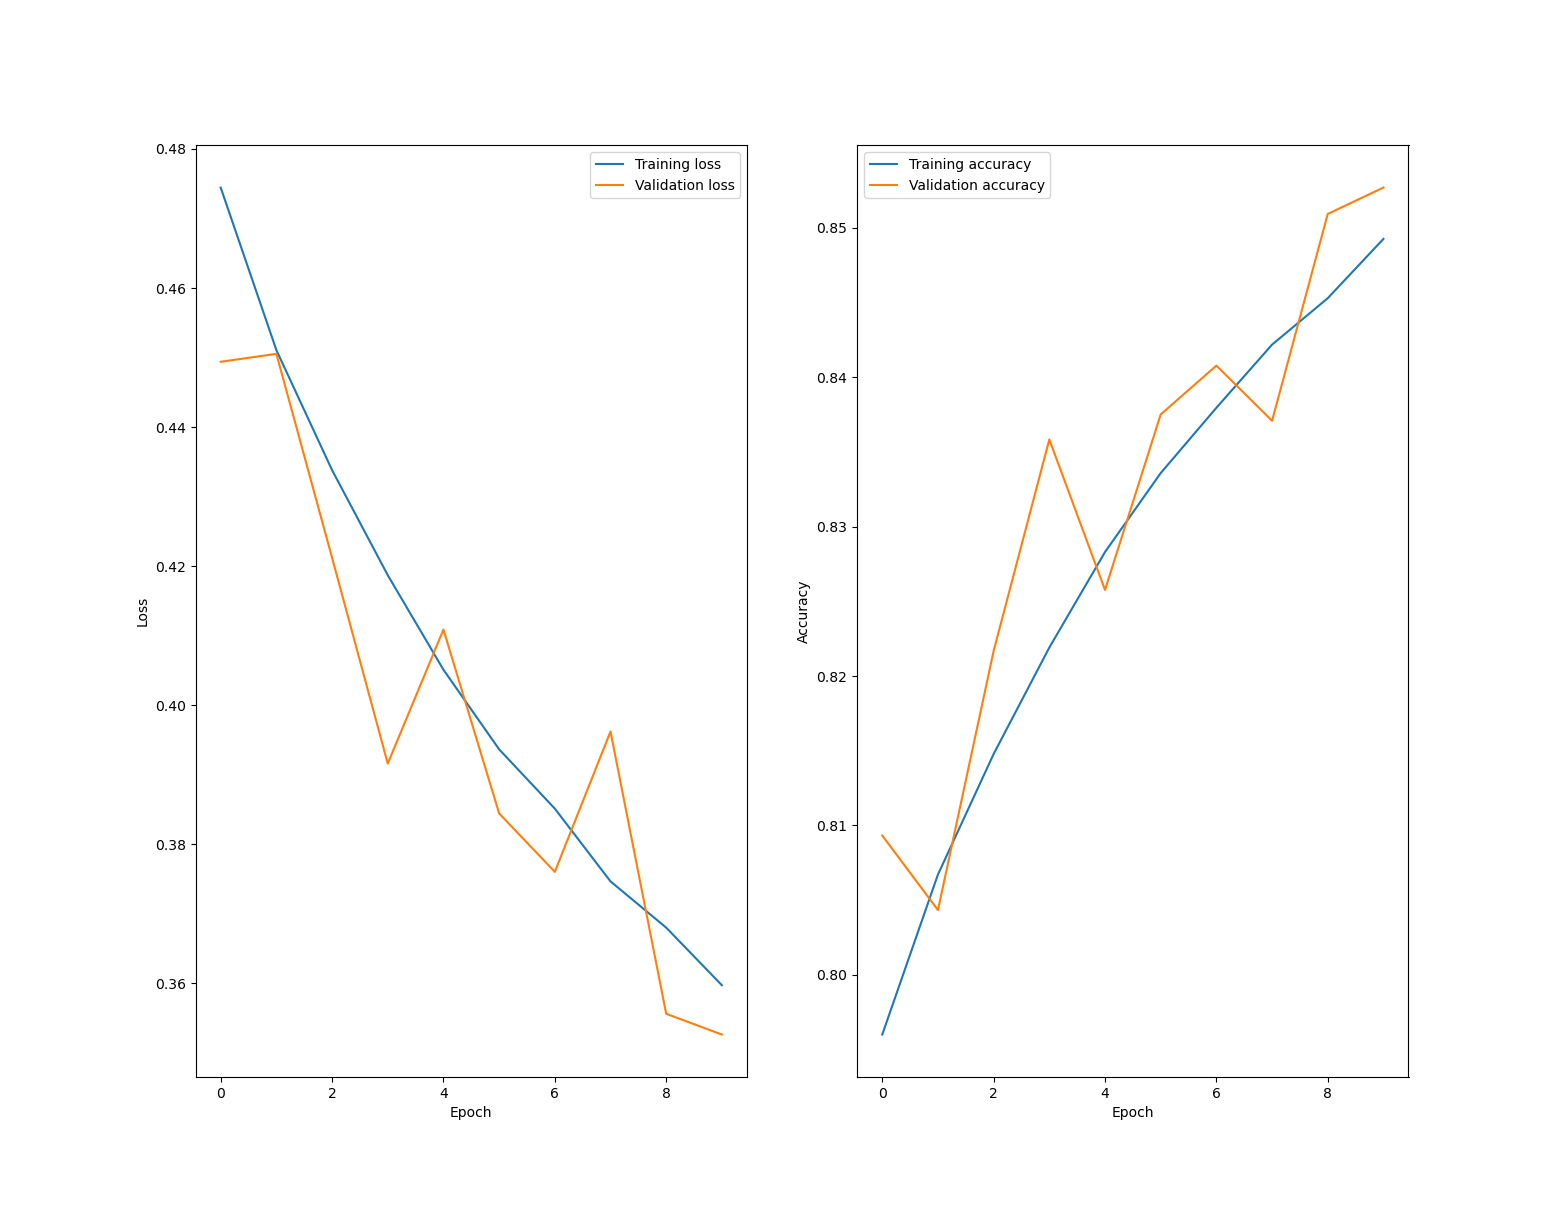 Training loss
Validation loss
0.48
0.46
0.44
0.42
0.40
0.38
0.36
Loss
0 2 4 6 8
Epoch
Training accuracy
Validation accuracy
0.85
0.84
0.83
0.82
0.81
0.80
Accuracy
0 2 4 6 8
Epoch